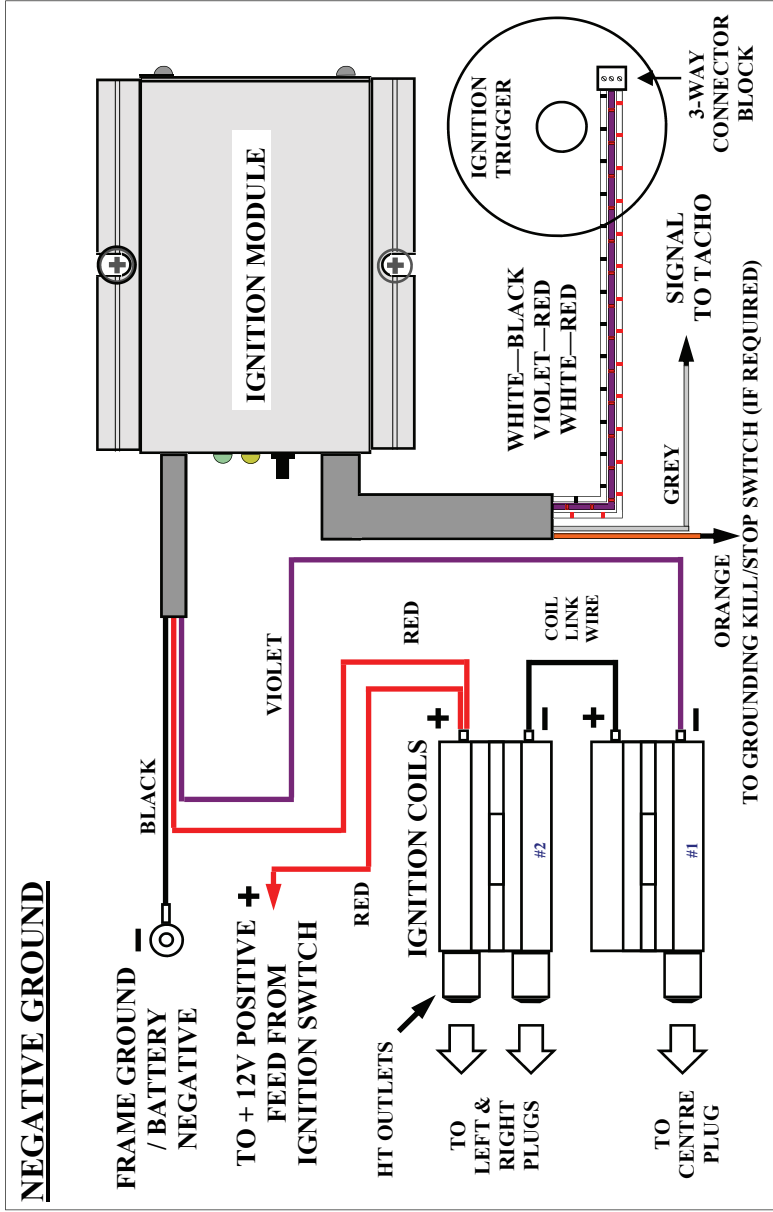 NEGATIVE GROUND
FRAME GROUND
/ BATTERY
NEGATIVE
−
BLACK
IGNITION MODULE
TO + 12V POSITIVE
FEED FROM
IGNITION SWITCH
+
VIOLET
RED
RED
HT OUTLETS
IGNITION COILS
+
−
#2
COIL
LINK
WIRE
TO
LEFT &
RIGHT
PLUGS
+
−
#1
TO
CENTRE
PLUG
IGNITION
TRIGGER
3-WAY
CONNECTOR
BLOCK
WHITE—BLACK
VIOLET—RED
WHITE—RED
GREY
SIGNAL
TO TACHO
ORANGE
TO GROUNDING KILL/STOP SWITCH (IF REQUIRED)